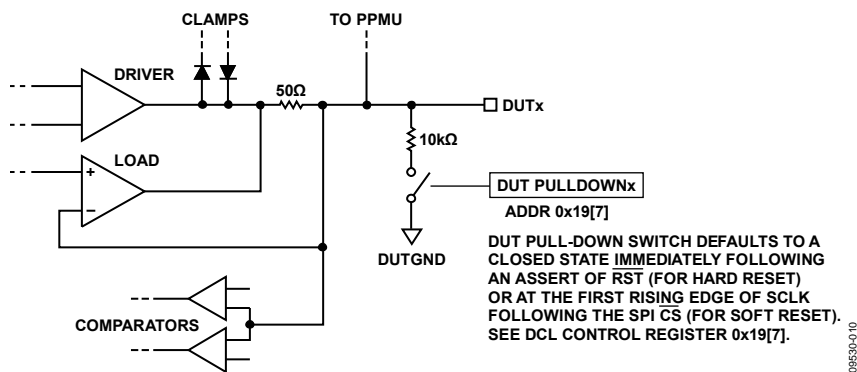 CLAMPS
TO PPMU
DRIVER
50Ω
DUTx
10kΩ
LOAD
+
−
DUT PULLDOWNx
ADDR 0x19[7]
DUTGND
DUT PULL-DOWN SWITCH DEFAULTS TO A
CLOSED STATE IMMEDIATELY FOLLOWING
AN ASSERT OF RST (FOR HARD RESET)
OR AT THE FIRST RISING EDGE OF SCLK
FOLLOWING THE SPI CS (FOR SOFT RESET).
SEE DCL CONTROL REGISTER 0x19[7].
COMPARATORS
09530-010